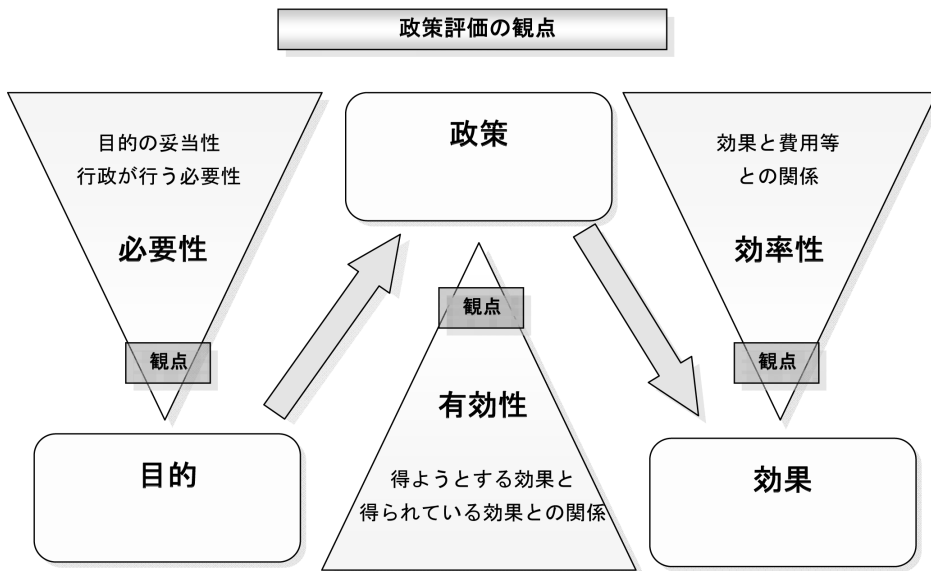 政策評価の観点
目的の妥当性
行政が行う必要性
必要性
観点
目的
政策
観点
有効性
得ようとする効果と
得られている効果との関係
効果と費用等
との関係
効率性
観点
効果